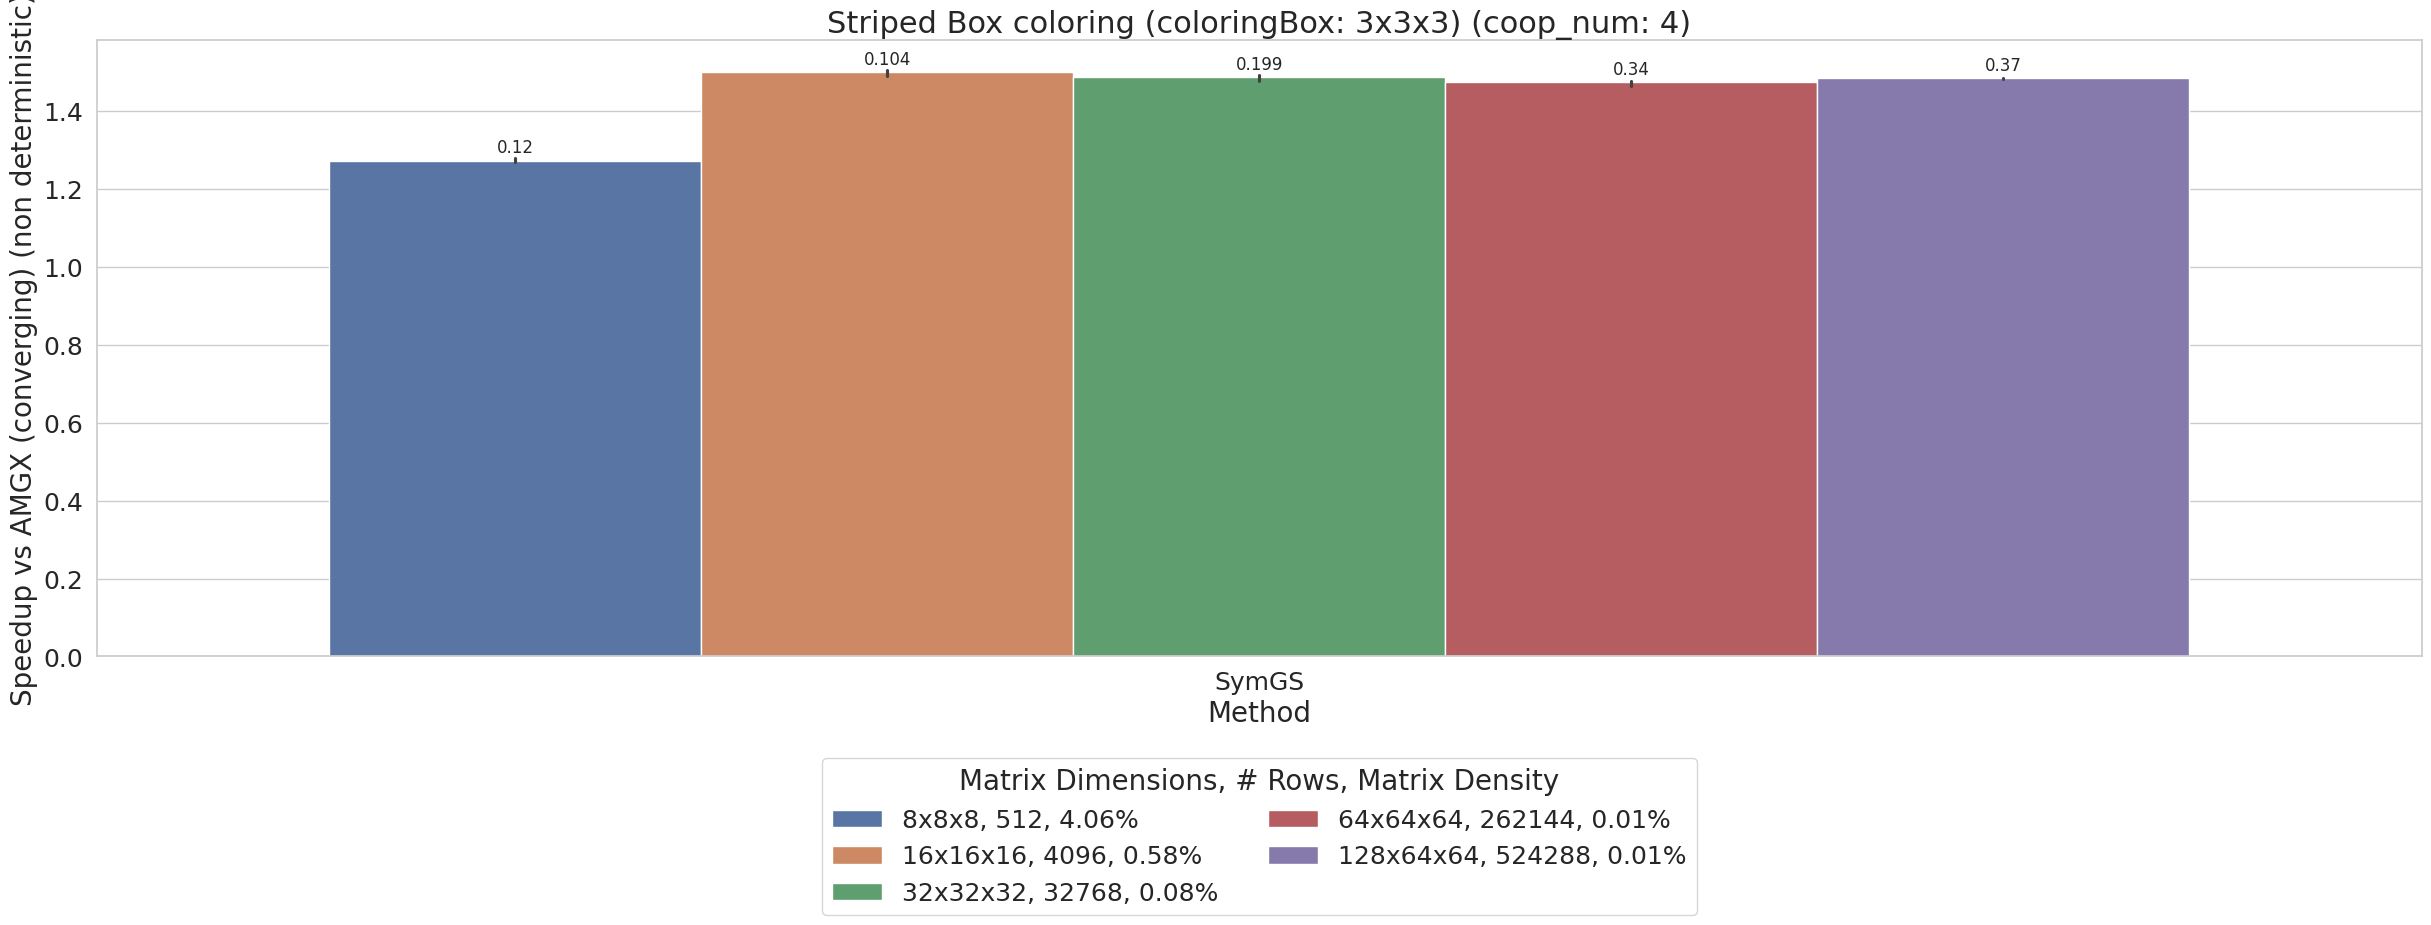 Striped Box coloring (coloringBox: 3x3x3) (coop_num: 4)
Speedup vs AMGX (converging) (non deterministic)
1.4
1.2
1.0
0.8
0.6
0.4
0.2
0.0
0.12
0.104
0.199
0.34
0.37
SymGS
Method
Matrix Dimensions, # Rows, Matrix Density
8x8x8, 512, 4.06%
16x16x16, 4096, 0.58%
32x32x32, 32768, 0.08%
64x64x64, 262144, 0.01%
128x64x64, 524288, 0.01%